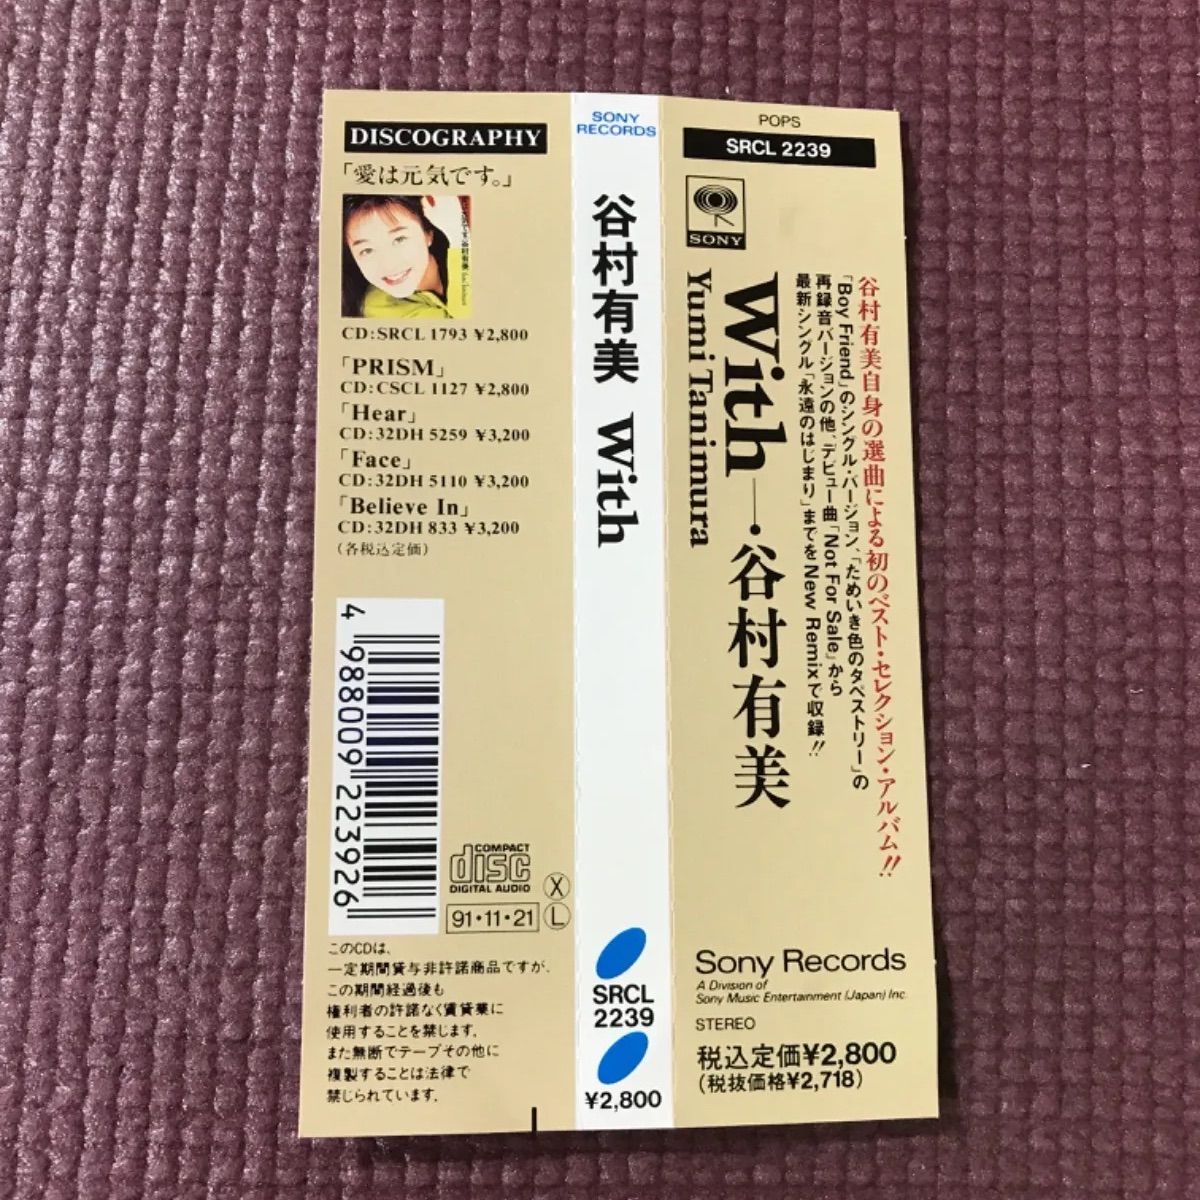 DISCOGRAPHY
「愛は元気です。」
CD:SRCL 1793 ¥2,800
「PRISM」
CD:CSCL 1127 ¥2,800
「Hear」
CD:32DH 5259 ¥3,200
「Face」
CD:32DH 5110 ¥3,200
「Believe In」
CD:32DH 833 ¥3,200
(各税込定価)
4 988009 223926
COMPACT
disc
DIGITAL AUDIO
X
91・11・21
L
このCDは、
一定期間貸与非許諾商品ですが、
この期間経過後も
権利者の許諾なく賃貸業に
使用することを禁じます。
また無断でテープその他に
複製することは法律で
禁じられています。
SONY
RECORDS
谷村有美 With
SRCL
2239
¥2,800
POPS
SRCL 2239
SONY
谷村有美自身の選曲による初のベスト・セレクション・アルバム!!
「Boy Friend」のシングル・バージョン、「ためいき色のタペストリー」の
再録音バージョンの他、デビュー曲「Not For Sale」から
最新シングル「永遠のはじまり」までをNew Remixで収録!!
With—・谷村有美
Yumi Tanimura
Sony Records
A Division of
Sony Music Entertainment (Japan) Inc.
STEREO
税込定価¥2,800
(税抜価格¥2,718)